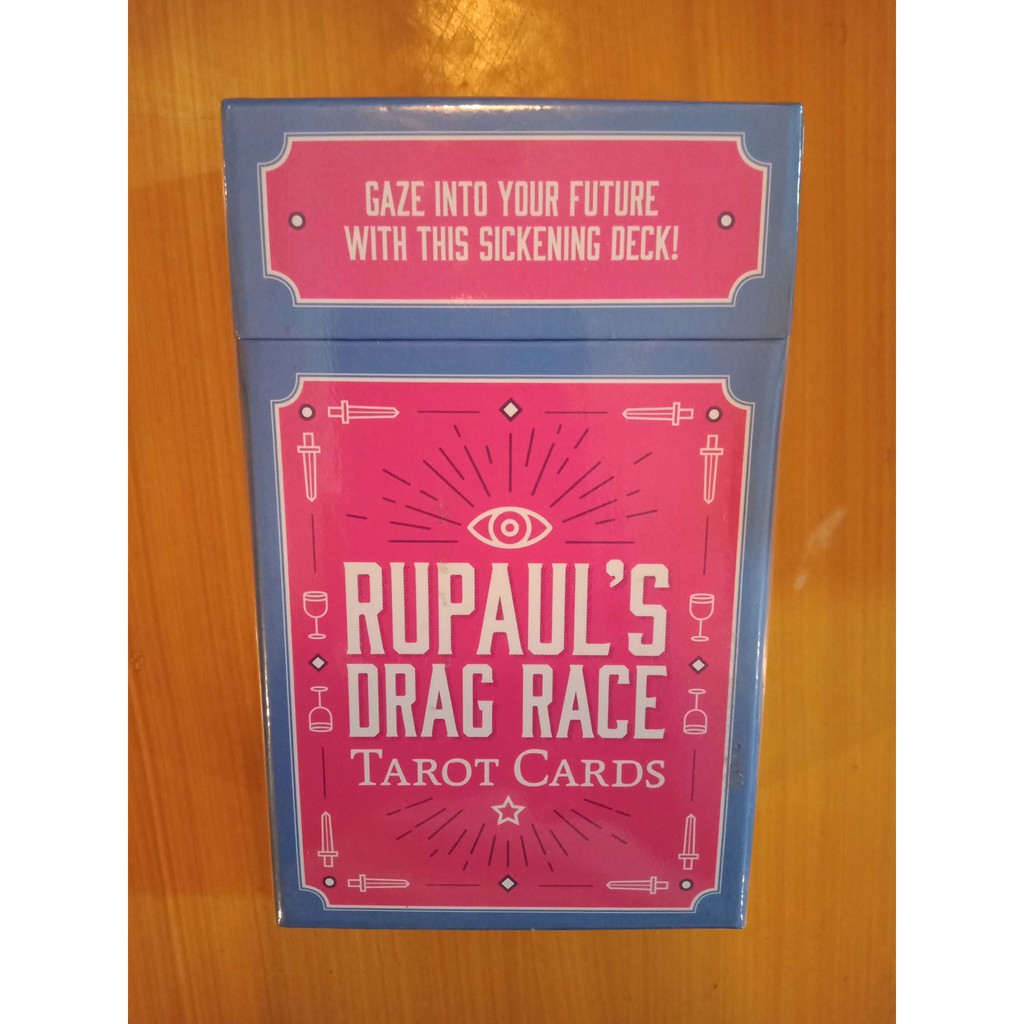 GAZE INTO YOUR FUTURE
WITH THIS SICKENING DECK!
RUPAUL'S
DRAG RACE
TAROT CARDS